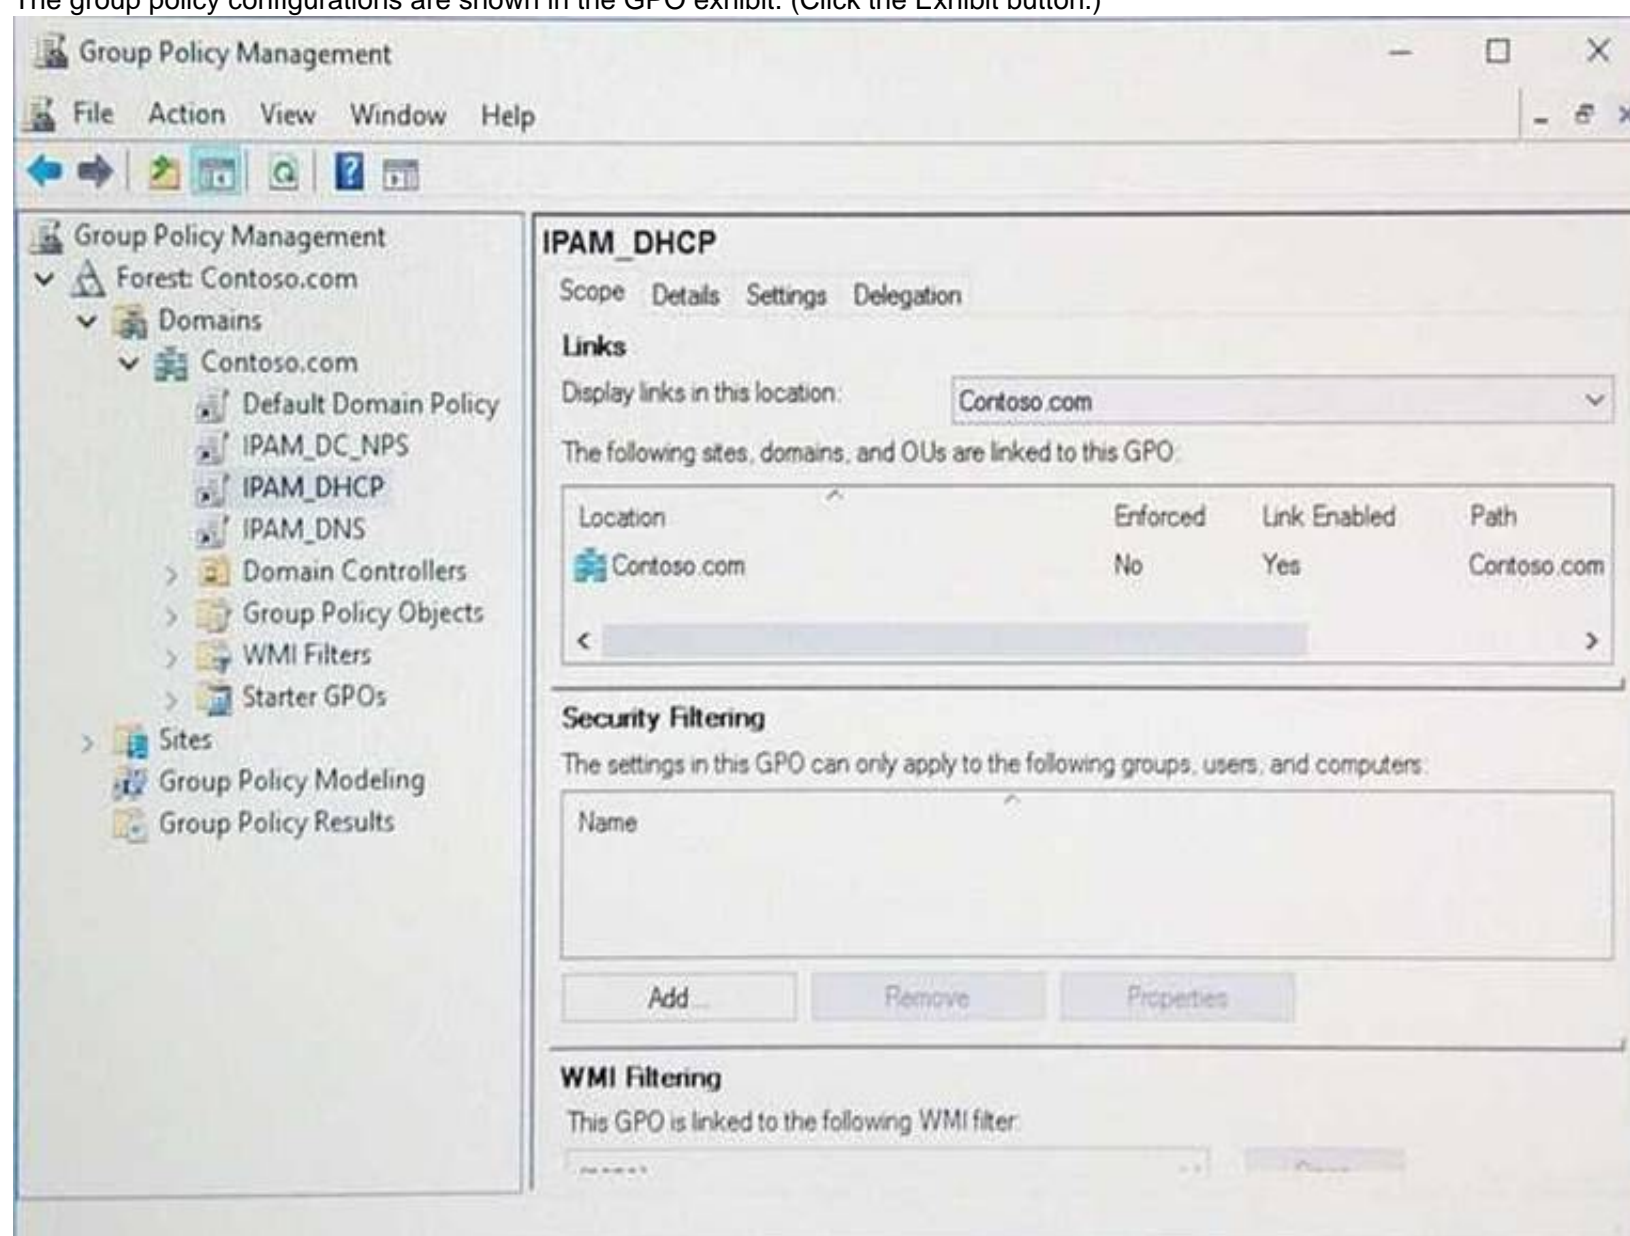 The group policy configurations are shown in the GPO exhibit. (Click the Exhibit button.)
Group Policy Management
File Action View Window Help
Group Policy Management
Forest: Contoso.com
Domains
Contoso.com
Default Domain Policy
IPAM_DC_NPS
IPAM_DHCP
IPAM_DNS
Domain Controllers
Group Policy Objects
WMI Filters
Starter GPOs
Sites
Group Policy Modeling
Group Policy Results
IPAM_DHCP
Scope Details Settings Delegation
Links
Display links in this location: Contoso.com
The following sites, domains, and OUs are linked to this GPO:
Location Enforced Link Enabled Path
Contoso.com No Yes Contoso.com
Security Filtering
The settings in this GPO can only apply to the following groups, users, and computers:
Name
Add... Remove Properties
WMI Filtering
This GPO is linked to the following WMI filter: